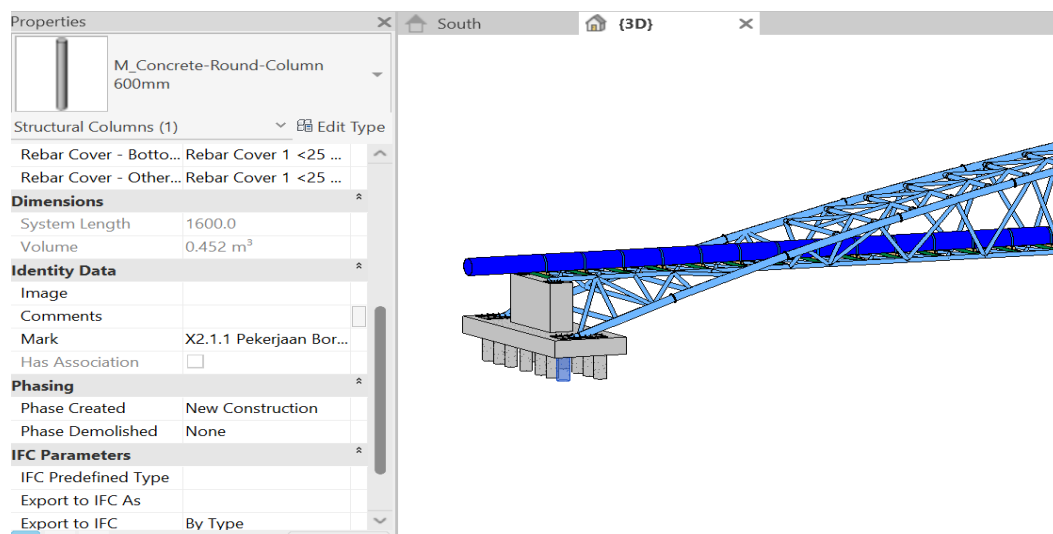 Properties
South
{3D}
M_Concrete-Round-Column
600mm
Structural Columns (1)
Edit Type
Rebar Cover - Botto... Rebar Cover 1 <25 ...
Rebar Cover - Other... Rebar Cover 1 <25 ...
Dimensions
System Length 1600.0
Volume 0.452 m³
Identity Data
Image
Comments
Mark X2.1.1 Pekerjaan Bor...
Has Association
Phasing
Phase Created New Construction
Phase Demolished None
IFC Parameters
IFC Predefined Type
Export to IFC As
Export to IFC By Type